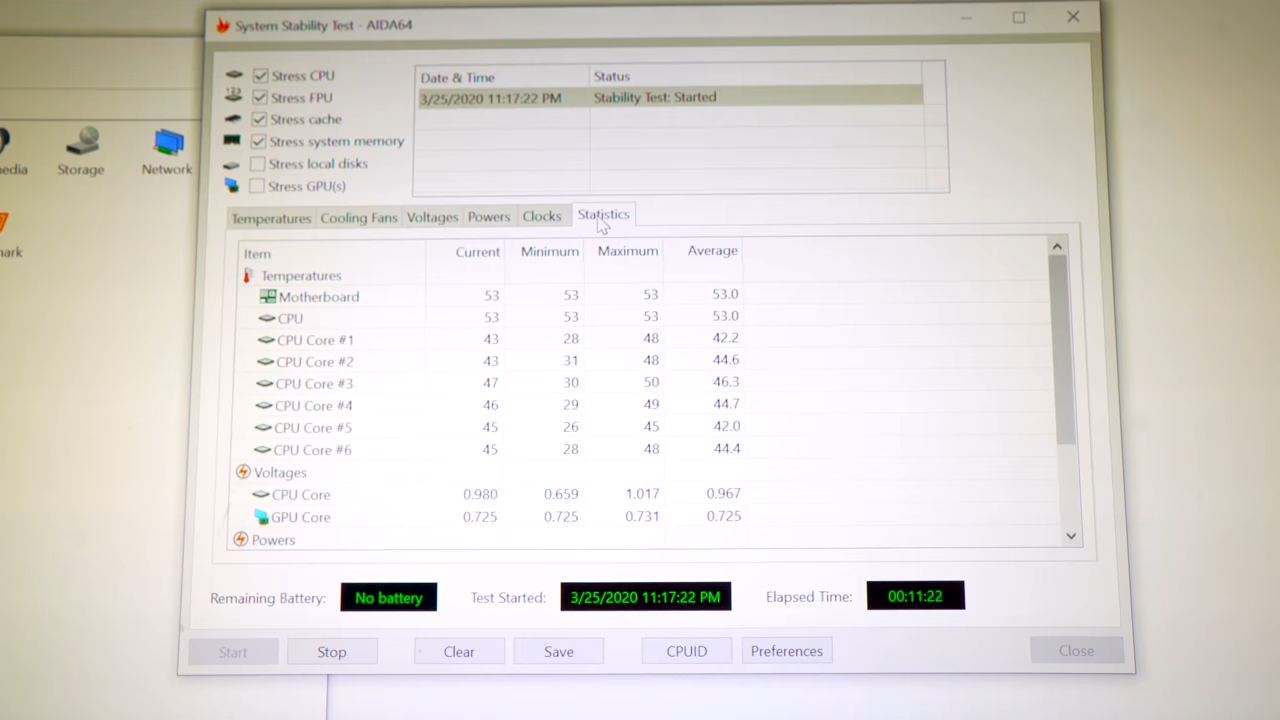 System Stability Test - AIDA64
Stress CPU
Stress FPU
Stress cache
Stress system memory
Stress local disks
Stress GPU(s)
Date & Time Status
3/25/2020 11:17:22 PM Stability Test: Started
Storage
Network
Temperatures Cooling Fans Voltages Powers Clocks Statistics
Item Current Minimum Maximum Average
Temperatures
Motherboard 53 53 53 53.0
CPU 53 53 53 53.0
CPU Core #1 43 28 48 42.2
CPU Core #2 43 31 48 44.6
CPU Core #3 47 30 50 46.3
CPU Core #4 46 29 49 44.7
CPU Core #5 45 26 45 42.0
CPU Core #6 45 28 48 44.4
Voltages
CPU Core 0.980 0.659 1.017 0.967
GPU Core 0.725 0.725 0.731 0.725
Powers
Remaining Battery: No battery Test Started: 3/25/2020 11:17:22 PM Elapsed Time: 00:11:22
Start Stop Clear Save CPUID Preferences Close